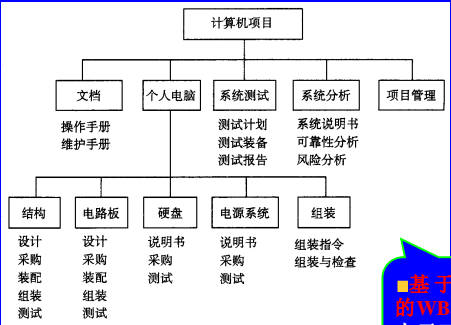 计算机项目
文档
个人电脑
系统测试
系统分析
项目管理
操作手册
维护手册
测试计划
测试装备
测试报告
系统说明书
可靠性分析
风险分析
结构
电路板
硬盘
电源系统
组装
设计
采购
装配
组装
测试
设计
采购
装配
组装
测试
说明书
采购
测试
说明书
采购
测试
组装指令
组装与检查
基于
的WB